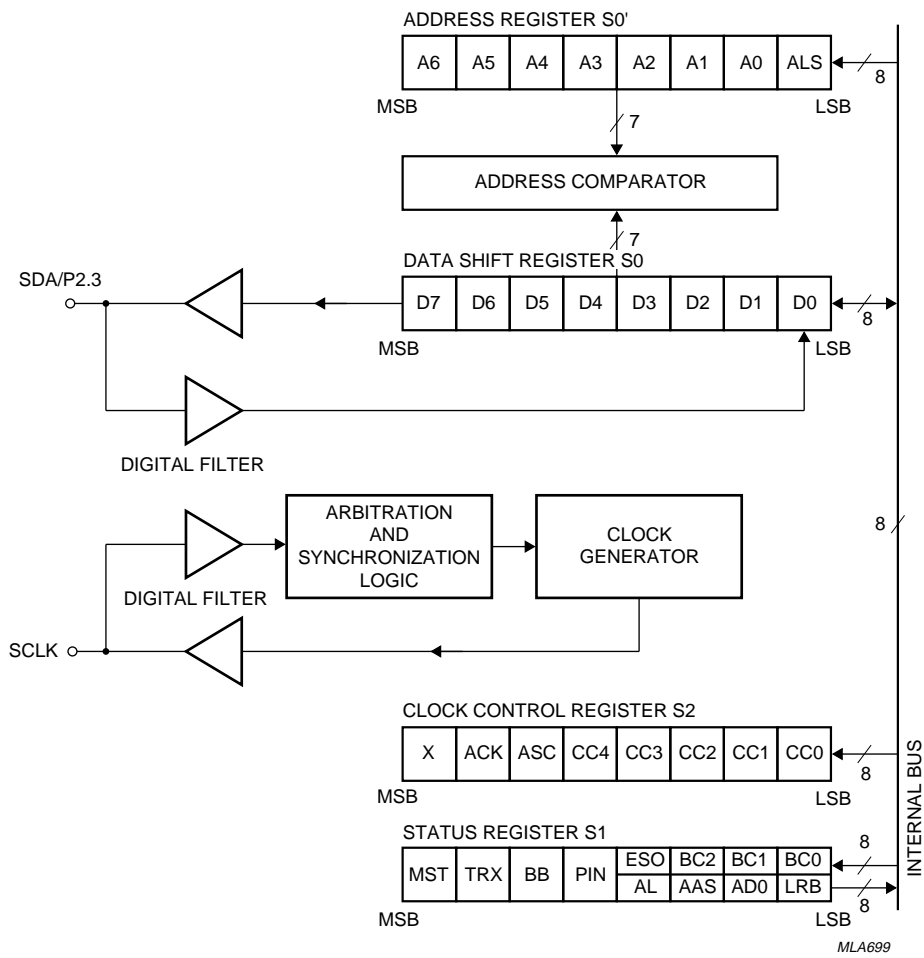 ADDRESS REGISTER S0'
A6 A5 A4 A3 A2 A1 A0 ALS
8
MSB LSB
7
ADDRESS COMPARATOR
7
SDA/P2.3
DATA SHIFT REGISTER S0
D7 D6 D5 D4 D3 D2 D1 D0
8
MSB LSB
DIGITAL FILTER
ARBITRATION
AND
SYNCHRONIZATION
LOGIC
CLOCK
GENERATOR
8
DIGITAL FILTER
SCLK
CLOCK CONTROL REGISTER S2
X ACK ASC CC4 CC3 CC2 CC1 CC0
8
MSB LSB
INTERNAL BUS
STATUS REGISTER S1
8
MST TRX BB PIN
ESO BC2 BC1 BC0
AL AAS AD0 LRB
8
MSB LSB
MLA699